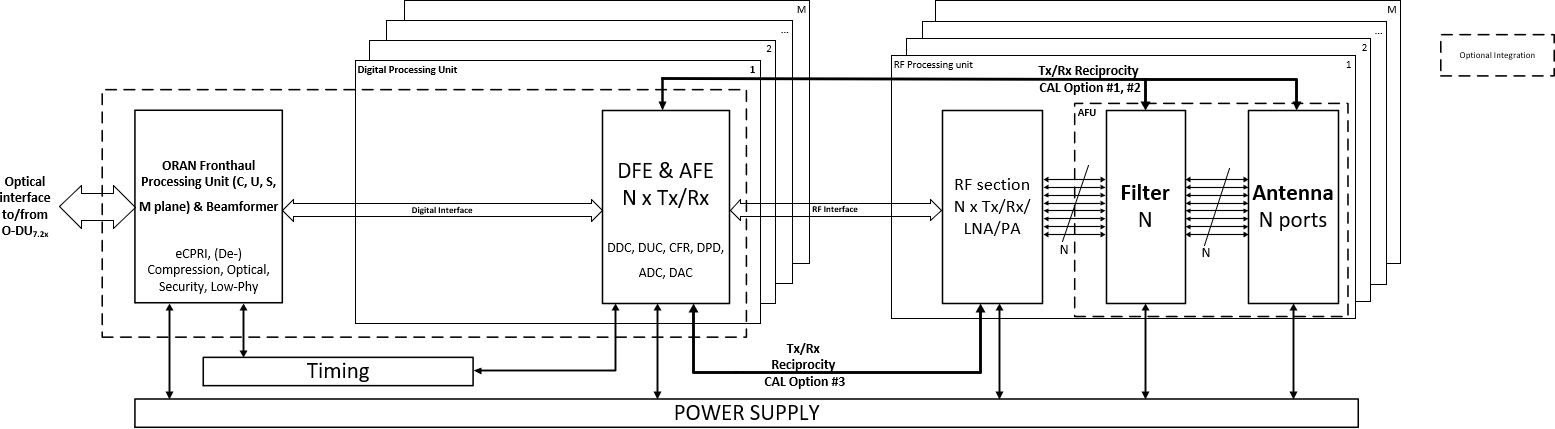 M
...
2
Digital Processing Unit
1
M
...
2
RF Processing unit
1
Optional Integration
Tx/Rx Reciprocity
CAL Option #1, #2
AFU
Optical
interface
to/from
O-DU7.2x
ORAN Fronthaul
Processing Unit (C, U, S,
M plane) & Beamformer
eCPRI, (De-)
Compression, Optical,
Security, Low-Phy
Digital Interface
DFE & AFE
N x Tx/Rx
DDC, DUC, CFR, DPD,
ADC, DAC
RF Interface
RF section
N x Tx/Rx/
LNA/PA
N
Filter
N
N
Antenna
N ports
Timing
Tx/Rx
Reciprocity
CAL Option #3
POWER SUPPLY